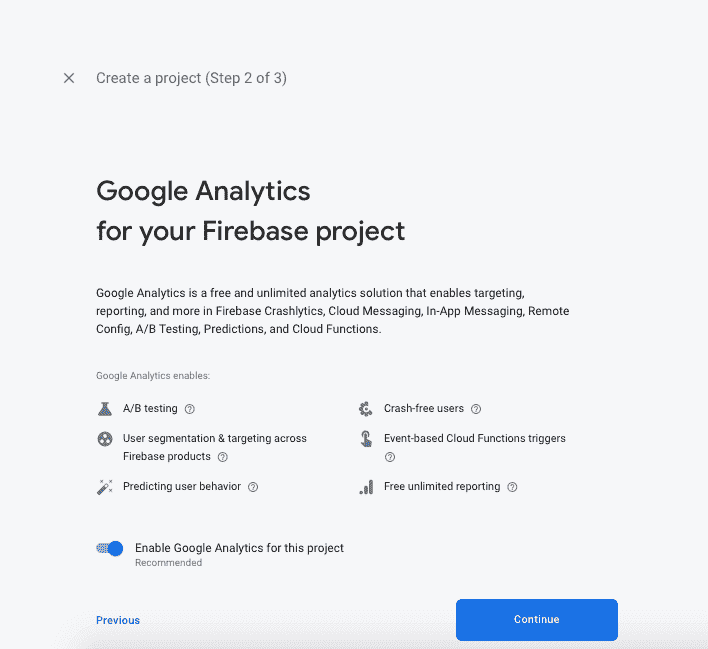 Create a project (Step 2 of 3)
Google Analytics
for your Firebase project
Google Analytics is a free and unlimited analytics solution that enables targeting,
reporting, and more in Firebase Crashlytics, Cloud Messaging, In-App Messaging, Remote
Config, A/B Testing, Predictions, and Cloud Functions.
Google Analytics enables:
A/B testing
Crash-free users
User segmentation & targeting across
Firebase products
Event-based Cloud Functions triggers
Predicting user behavior
Free unlimited reporting
Enable Google Analytics for this project
Recommended
Previous
Continue